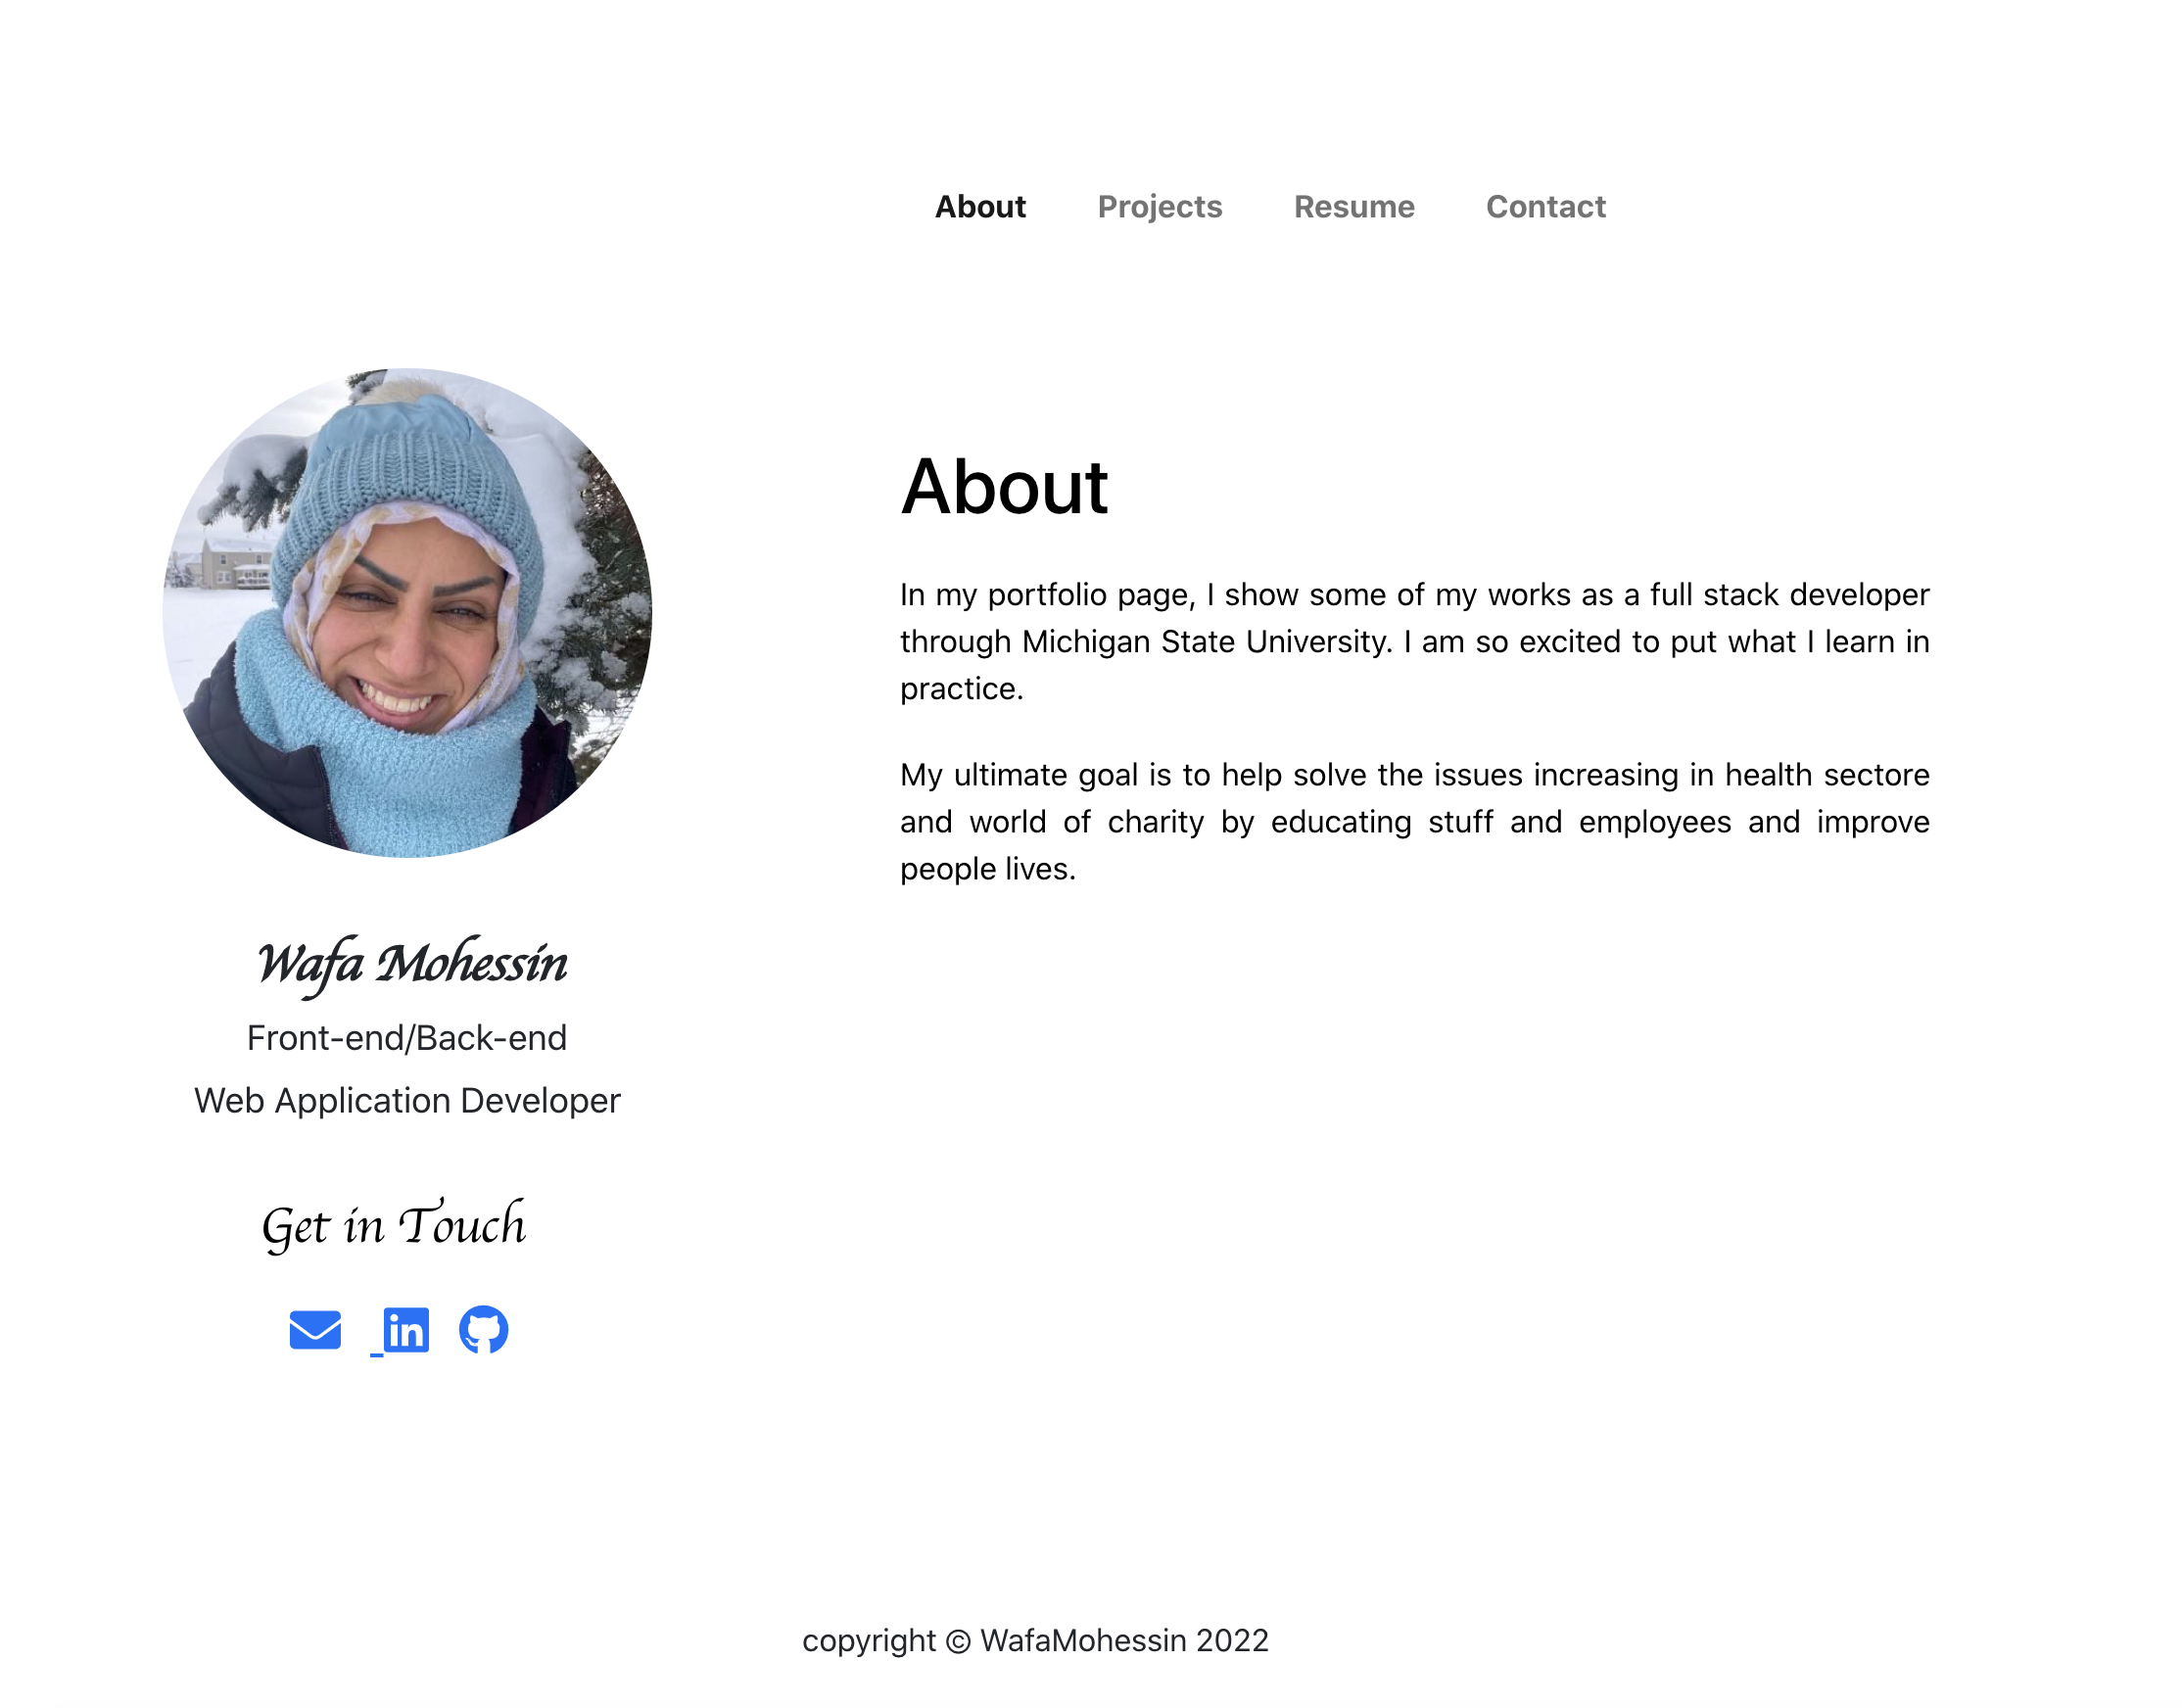 About Projects Resume Contact
About
In my portfolio page, I show some of my works as a full stack developer
through Michigan State University. I am so excited to put what I learn in
practice.
My ultimate goal is to help solve the issues increasing in health sectore
and world of charity by educating stuff and employees and improve
people lives.
Wafa Mohessin
Front-end/Back-end
Web Application Developer
Get in Touch
in
copyright © WafaMohessin 2022